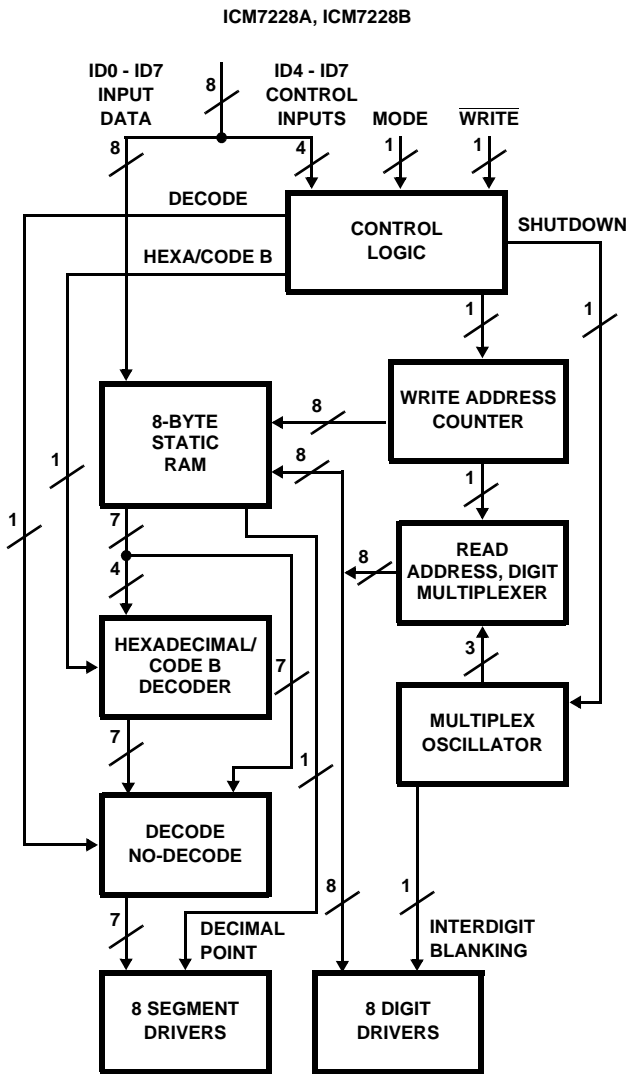 ICM7228A, ICM7228B
ID0 - ID7
INPUT
DATA
8
ID4 - ID7
CONTROL
INPUTS
MODE
WRITE
8
4
1
1
DECODE
CONTROL
LOGIC
SHUTDOWN
HEXA/CODE B
1
1
8-BYTE
STATIC
RAM
8
WRITE ADDRESS
COUNTER
8
1
1
1
7
4
8
READ
ADDRESS, DIGIT
MULTIPLEXER
HEXADECIMAL/
CODE B
DECODER
7
3
MULTIPLEX
OSCILLATOR
7
1
DECODE
NO-DECODE
8
1
7
DECIMAL
POINT
INTERDIGIT
BLANKING
8 SEGMENT
DRIVERS
8 DIGIT
DRIVERS